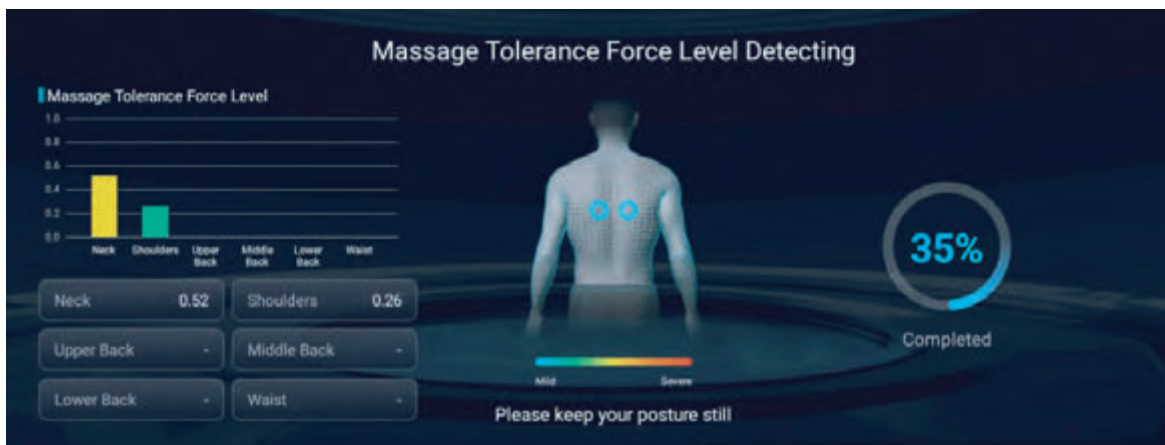 Massage Tolerance Force Level Detecting
Massage Tolerance Force Level
1.0
0.8
0.6
0.4
0.2
0.0
Neck Shoulders Upper Back Middle Back Lower Back Waist
Neck 0.52 Shoulders 0.26
Upper Back - Middle Back -
Lower Back - Waist -
35%
Completed
Mild Severe
Please keep your posture still